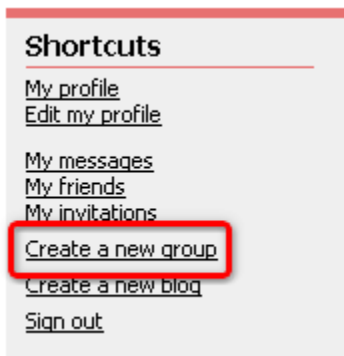 Shortcuts
My profile
Edit my profile
My messages
My friends
My invitations
Create a new group
Create a new blog
Sign out